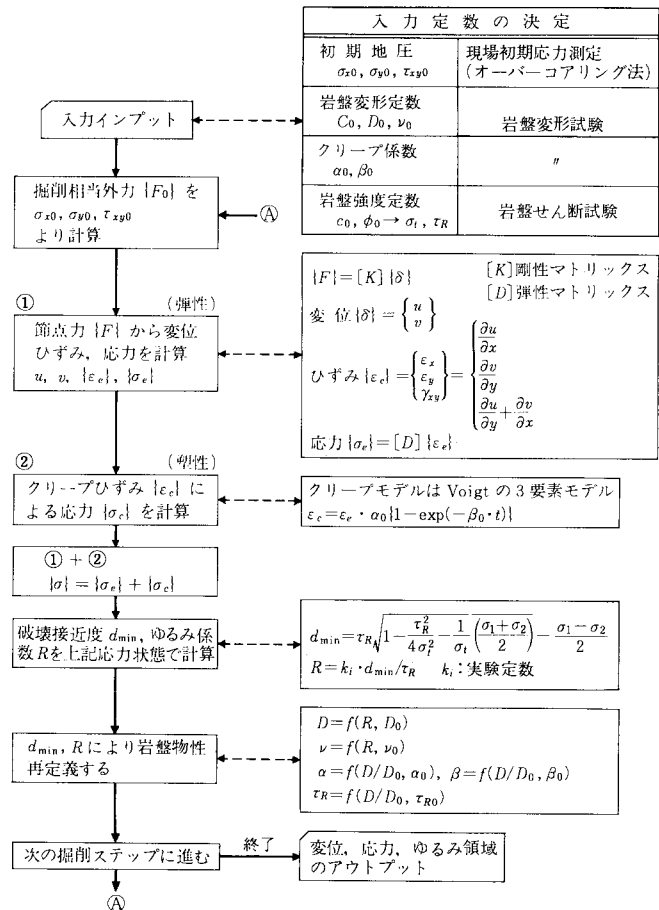 入力定数の決定
初期地圧
σx0, σy0, τxy0
現場初期応力測定
(オーバーコアリング法)
岩盤変形定数
C0, D0, ν0
岩盤変形試験
クリープ係数
α0, β0
〃
岩盤強度定数
c0, φ0 → σt, τR
岩盤せん断試験
入力インプット
掘削相当外力 {F0} を
σx0, σy0, τxy0
より計算
Ⓐ
① (弾性)
節点力 {F} から変位
ひずみ, 応力を計算
u, v, {εc}, {σe}
{F}=[K]{δ} [K]剛性マトリックス
[D]弾性マトリックス
変位{δ}={u v}
ひずみ{εc}={εx εy γxy}={∂u/∂x ∂v/∂y ∂u/∂y+∂v/∂x
応力{σe}=[D]{εe}
② (塑性)
クリープひずみ {εc} に
よる応力 {σc} を計算
クリープモデルは Voigt の3要素モデル
εc=εe・α0{1−exp(−β0・t)}
①+②
{σ}={σe}+{σc}
破壊接近度 dmin, ゆるみ係
数Rを上記応力状態で計算
dmin=τR√(1−τR²/4σt²−1/σt (σ1+σ2/2))−σ1−σ2/2
R=ki・dmin/τR ki:実験定数
dmin, R により岩盤物性
再定義する
D=f(R, D0)
ν=f(R, ν0)
α=f(D/D0, α0), β=f(D/D0, β0)
τR=f(D/D0, τR0)
次の掘削ステップに進む
終了
変位, 応力, ゆるみ領域
のアウトプット
Ⓐ